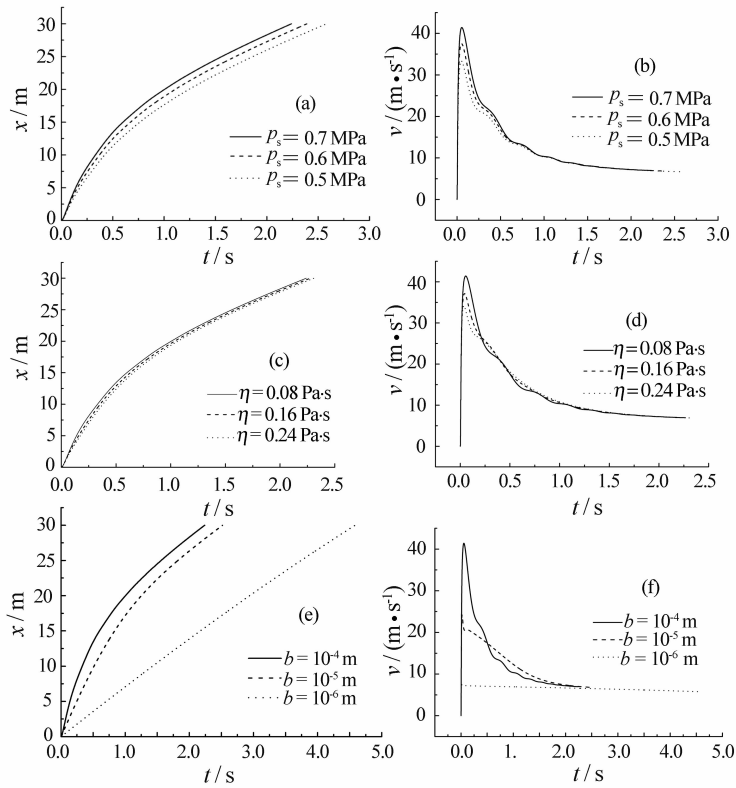 x / m
30
25
20
15
10
5
0
(a)
pₛ = 0.7 MPa
pₛ = 0.6 MPa
pₛ = 0.5 MPa
0.0 0.5 1.0 1.5 2.0 2.5 3.0
t / s
v / (m•s⁻¹)
40
30
20
10
0
(b)
pₛ = 0.7 MPa
pₛ = 0.6 MPa
pₛ = 0.5 MPa
0.0 0.5 1.0 1.5 2.0 2.5 3.0
t / s
x / m
30
25
20
15
10
5
0
(c)
η=0.08 Pa·s
η=0.16 Pa·s
η=0.24 Pa·s
0.0 0.5 1.0 1.5 2.0 2.5
t / s
v / (m•s⁻¹)
40
30
20
10
0
(d)
η=0.08 Pa·s
η=0.16 Pa·s
η=0.24 Pa·s
0.0 0.5 1.0 1.5 2.0 2.5
t / s
x / m
30
25
20
15
10
5
0
(e)
b = 10⁻⁴ m
b = 10⁻⁵ m
b = 10⁻⁶ m
0.0 1.0 2.0 3.0 4.0 5.0
t / s
v / (m•s⁻¹)
40
30
20
10
0
(f)
b = 10⁻⁴ m
b = 10⁻⁵ m
b = 10⁻⁶ m
0.0 1. 2.0 3.0 4.0 5.0
t / s